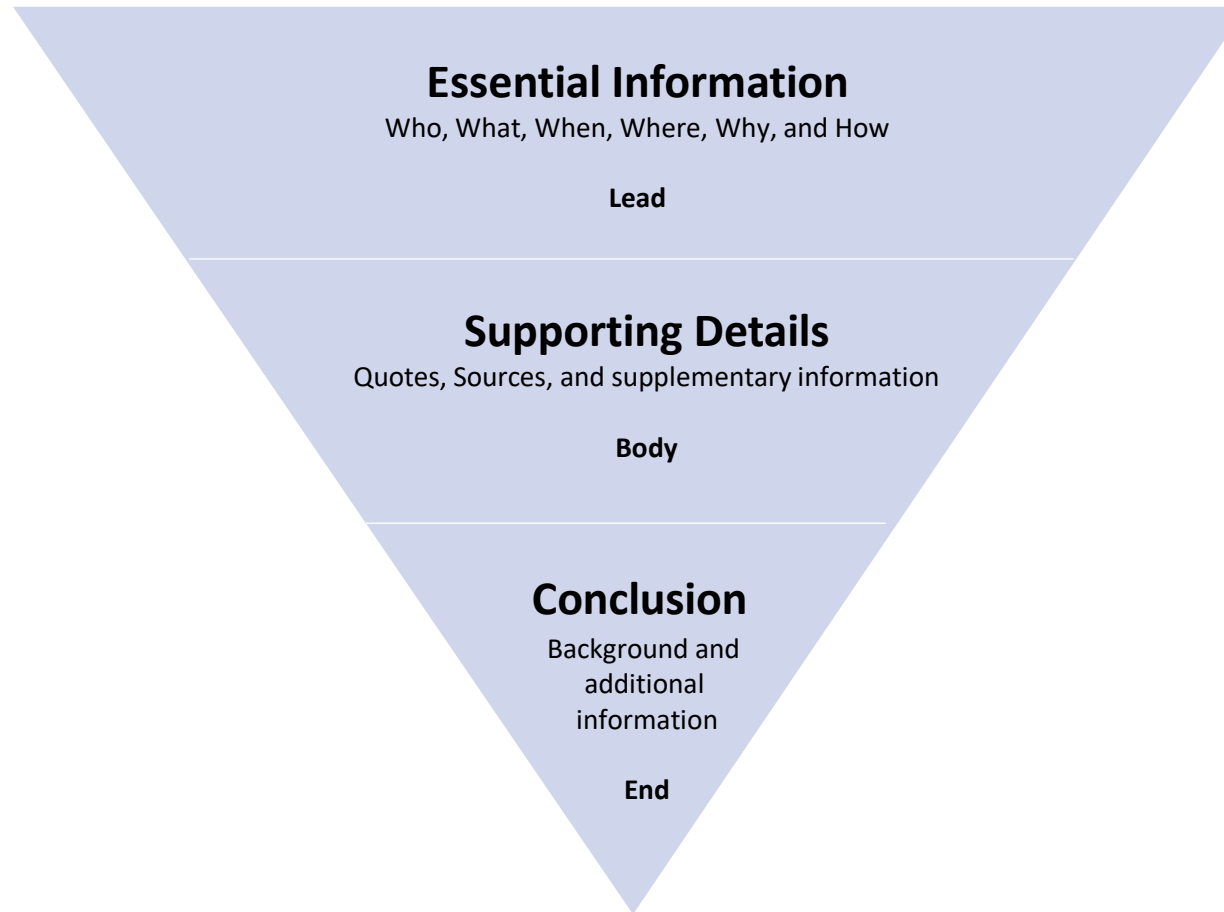 Essential Information
Who, What, When, Where, Why, and How
Lead
Supporting Details
Quotes, Sources, and supplementary information
Body
Conclusion
Background and
additional
information
End